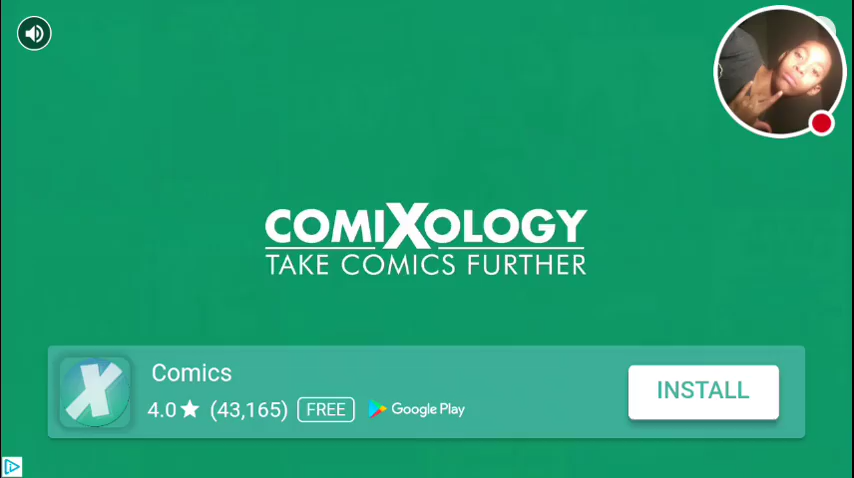 COMIXOLOGY
TAKE COMICS FURTHER
Comics
4.0★ (43,165) FREE Google Play
INSTALL